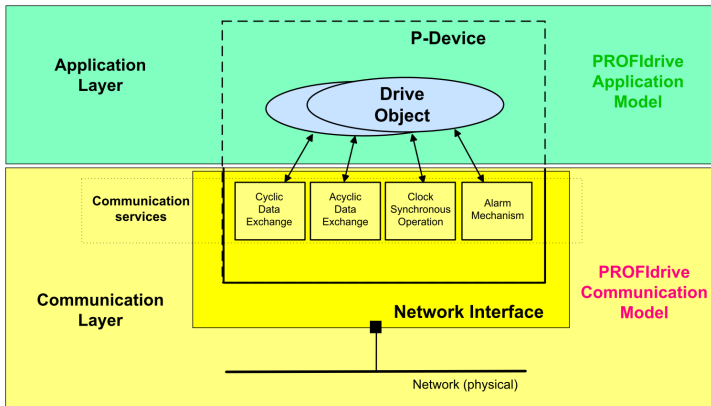 P-Device
Application
Layer
PROFIdrive
Application
Model
Drive
Object
Communication
services
Cyclic
Data
Exchange
Acyclic
Data
Exchange
Clock
Synchronous
Operation
Alarm
Mechanism
Communication
Layer
Network Interface
PROFIdrive
Communication
Model
Network (physical)